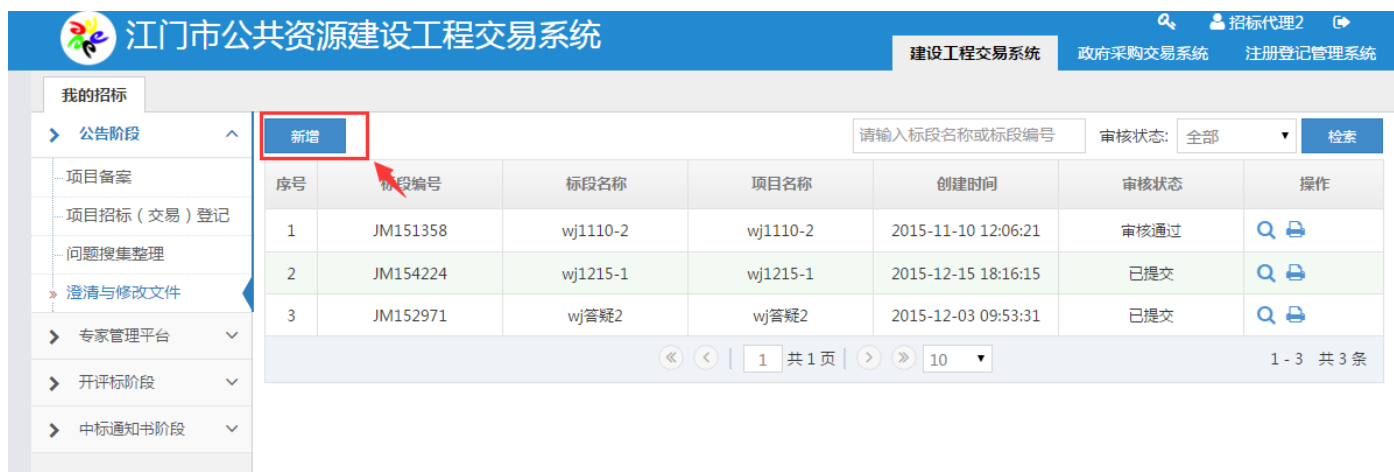 江门市公共资源建设工程交易系统
招标代理2
建设工程交易系统 政府采购交易系统 注册登记管理系统
我的招标
公告阶段
项目备案
项目招标（交易）登记
问题搜集整理
澄清与修改文件
专家管理平台
开评标阶段
中标通知书阶段
新增 请输入标段名称或标段编号 审核状态: 全部 检索
序号 标段编号 标段名称 项目名称 创建时间 审核状态 操作
1 JM151358 wj1110-2 wj1110-2 2015-11-10 12:06:21 审核通过
2 JM154224 wj1215-1 wj1215-1 2015-12-15 18:16:15 已提交
3 JM152971 wj答疑2 wj答疑2 2015-12-03 09:53:31 已提交
1 共1页 10 1-3 共3条